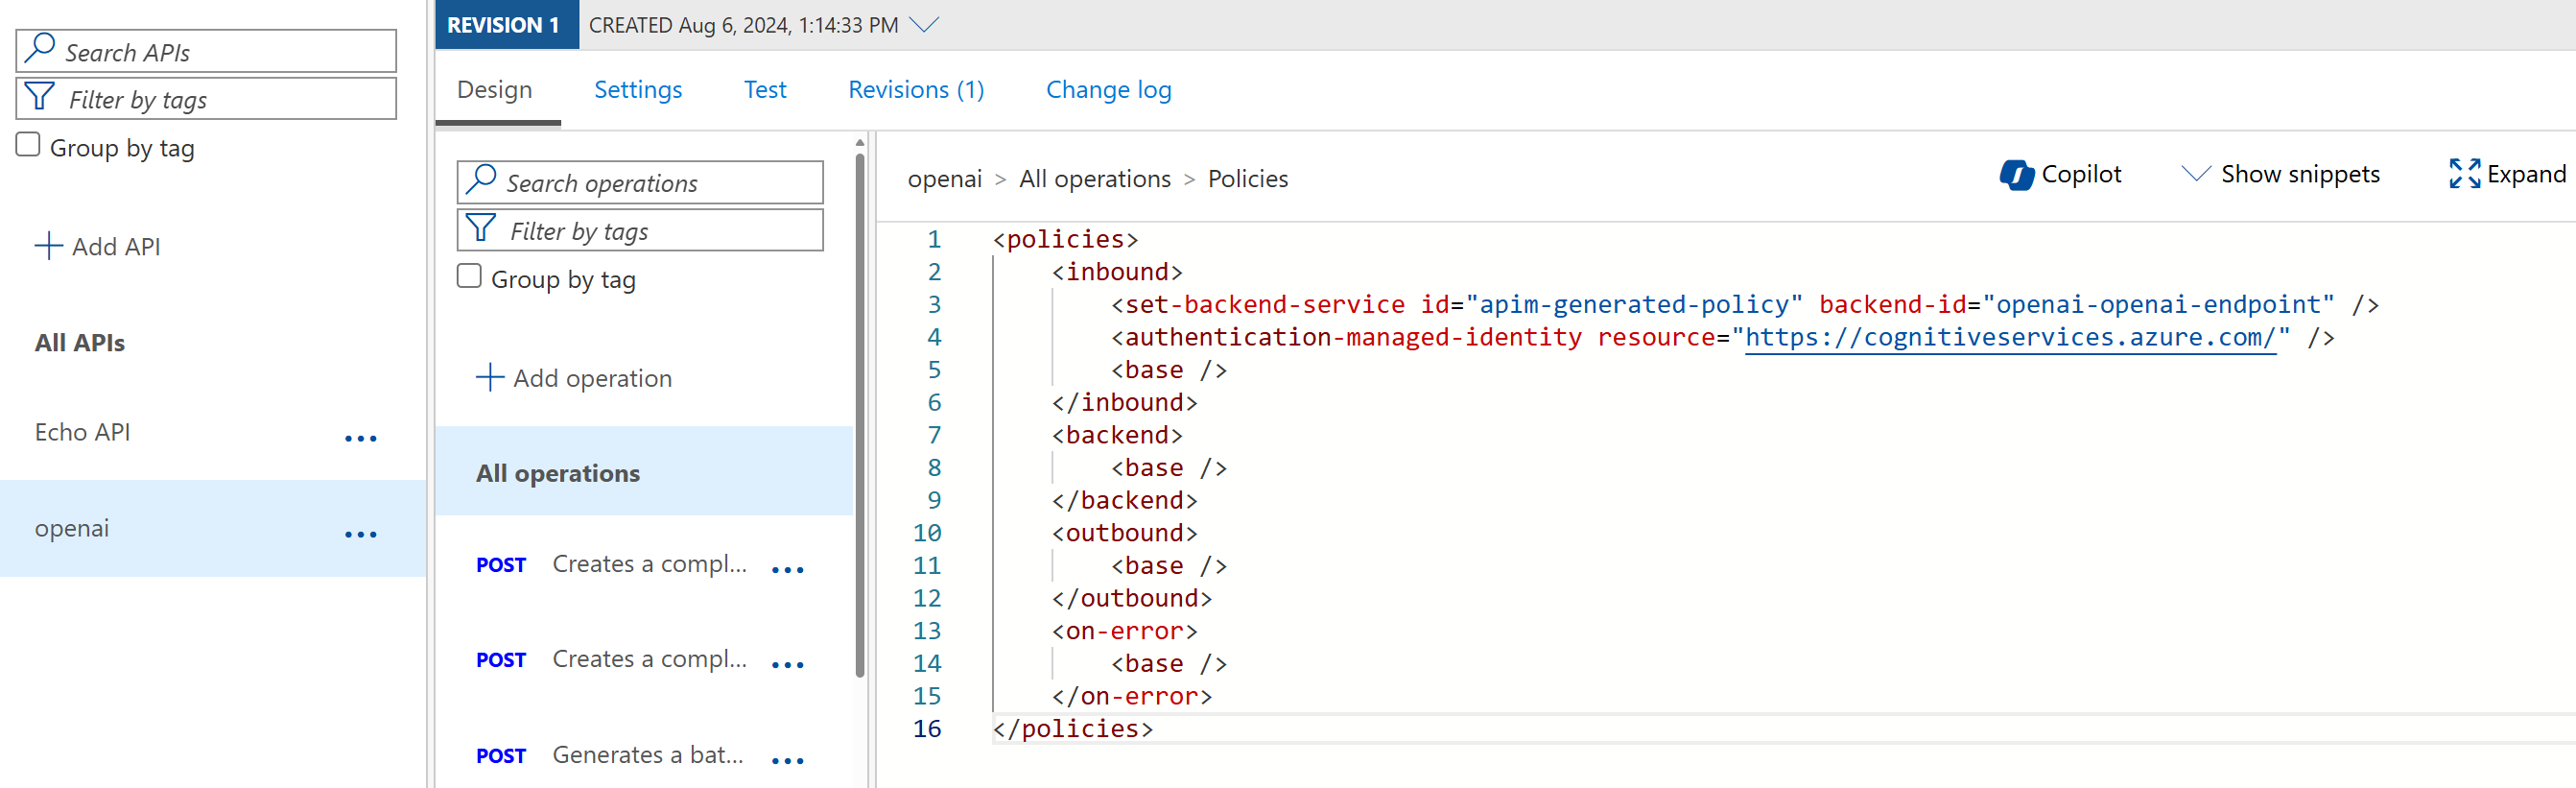 Search APIs
Filter by tags
Group by tag
Add API
All APIs
Echo API
...
openai
...
REVISION 1 CREATED Aug 6, 2024, 1:14:33 PM
Design Settings Test Revisions (1) Change log
Search operations
Filter by tags
Group by tag
Add operation
All operations
POST Creates a compl... ...
POST Creates a compl... ...
POST Generates a bat... ...
openai > All operations > Policies
Copilot Show snippets Expand
1 <policies>
2 <inbound>
3 <set-backend-service id="apim-generated-policy" backend-id="openai-openai-endpoint" />
4 <authentication-managed-identity resource="https://cognitiveservices.azure.com/" />
5 <base />
6 </inbound>
7 <backend>
8 <base />
9 </backend>
10 <outbound>
11 <base />
12 </outbound>
13 <on-error>
14 <base />
15 </on-error>
16 </policies>